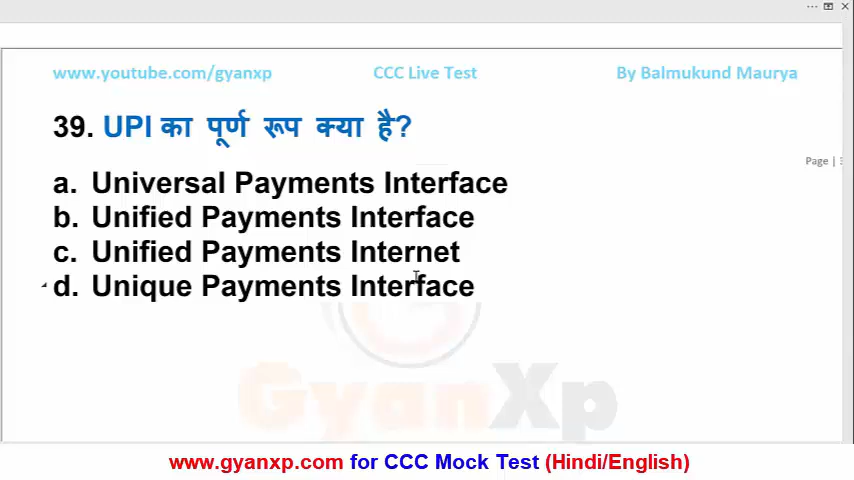 www.youtube.com/gyanxp CCC Live Test By Balmukund Maurya
39. UPI का पूर्ण रूप क्या है?
Page | 3
a. Universal Payments Interface
b. Unified Payments Interface
c. Unified Payments Internet
d. Unique Payments Interface
GyanXp
www.gyanxp.com for CCC Mock Test (Hindi/English)